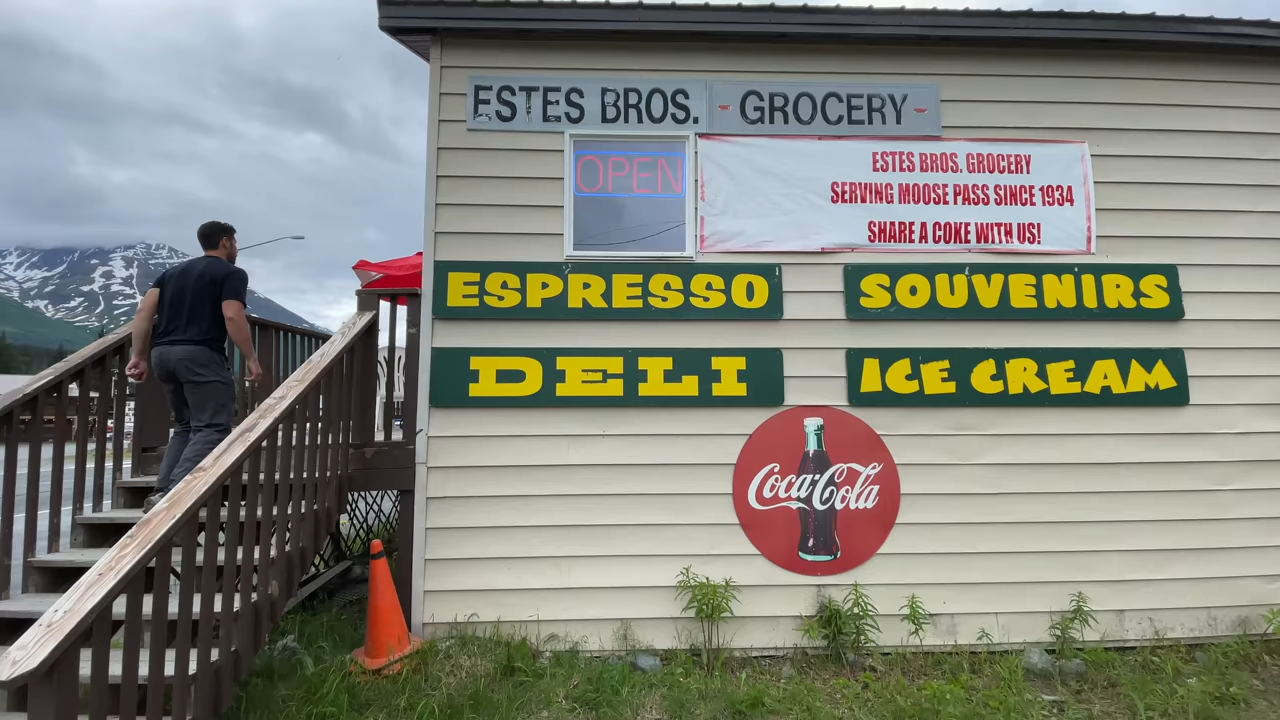 ESTES BROS. - GROCERY -
OPEN
ESTES BROS. GROCERY
SERVING MOOSE PASS SINCE 1934
SHARE A COKE WITH US!
ESPRESSO
SOUVENIRS
DELI
ICE CREAM
Coca-Cola